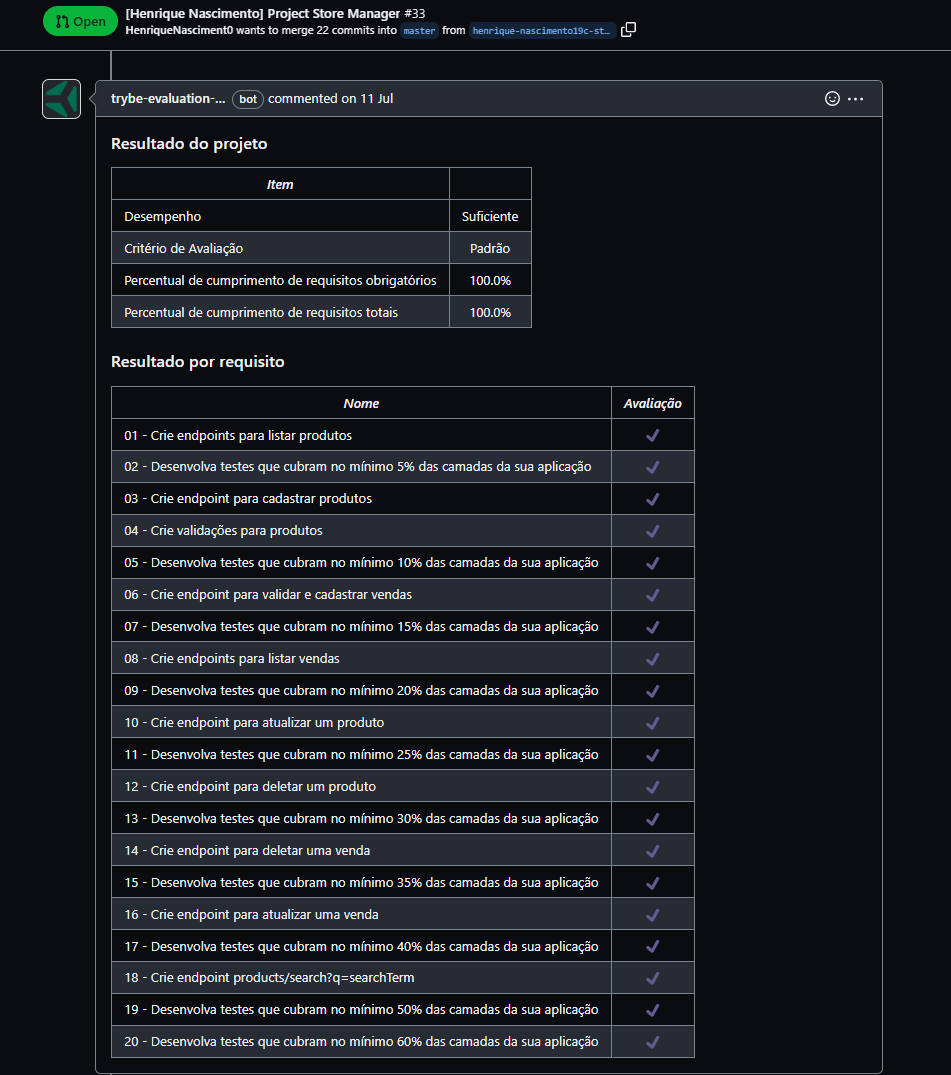 Open
[Henrique Nascimento] Project Store Manager #33
HenriqueNasciment0 wants to merge 22 commits into master from henrique-nascimento19c-st…
trybe-evaluation-... bot commented on 11 Jul
Resultado do projeto
Item
Desempenho Suficiente
Critério de Avaliação Padrão
Percentual de cumprimento de requisitos obrigatórios 100.0%
Percentual de cumprimento de requisitos totais 100.0%
Resultado por requisito
Nome Avaliação
01 - Crie endpoints para listar produtos
02 - Desenvolva testes que cubram no mínimo 5% das camadas da sua aplicação
03 - Crie endpoint para cadastrar produtos
04 - Crie validações para produtos
05 - Desenvolva testes que cubram no mínimo 10% das camadas da sua aplicação
06 - Crie endpoint para validar e cadastrar vendas
07 - Desenvolva testes que cubram no mínimo 15% das camadas da sua aplicação
08 - Crie endpoints para listar vendas
09 - Desenvolva testes que cubram no mínimo 20% das camadas da sua aplicação
10 - Crie endpoint para atualizar um produto
11 - Desenvolva testes que cubram no mínimo 25% das camadas da sua aplicação
12 - Crie endpoint para deletar um produto
13 - Desenvolva testes que cubram no mínimo 30% das camadas da sua aplicação
14 - Crie endpoint para deletar uma venda
15 - Desenvolva testes que cubram no mínimo 35% das camadas da sua aplicação
16 - Crie endpoint para atualizar uma venda
17 - Desenvolva testes que cubram no mínimo 40% das camadas da sua aplicação
18 - Crie endpoint products/search?q=searchTerm
19 - Desenvolva testes que cubram no mínimo 50% das camadas da sua aplicação
20 - Desenvolva testes que cubram no mínimo 60% das camadas da sua aplicação